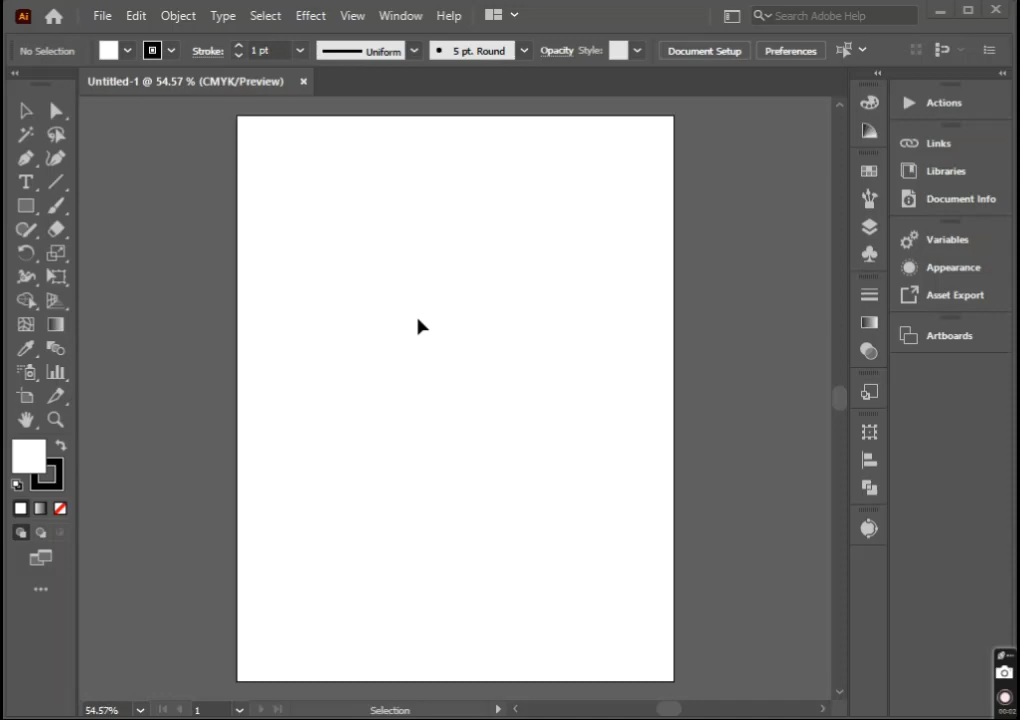 Ai File Edit Object Type Select Effect View Window Help Search Adobe Help
No Selection Stroke: 1 pt Uniform 5 pt. Round Opacity Style: Document Setup Preferences
Untitled-1 @ 54.57 % (CMYK/Preview)
Actions
Links
Libraries
Document Info
Variables
Appearance
Asset Export
Artboards
T
54.57% 1 Selection
00:02